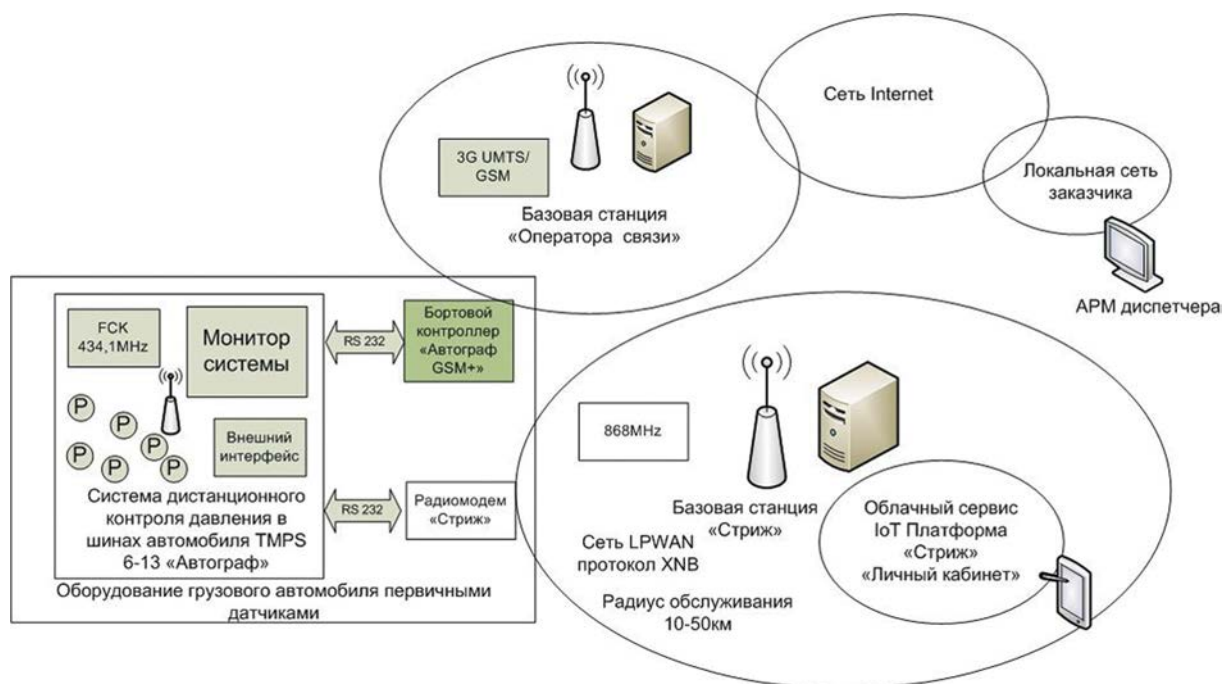 Сеть Internet
3G UMTS/
GSM
Базовая станция
«Оператора связи»
Локальная сеть
заказчика
АРМ диспетчера
FCK
434,1MHz
Монитор
системы
RS 232
Бортовой
контроллер
«Автограф
GSM+»
P
P
P
P
P
P
Внешний
интерфейс
Система дистанционного
контроля давления в
шинах автомобиля TMPS
6-13 «Автограф»
RS 232
Радиомодем
«Стриж»
Оборудование грузового автомобиля первичными
датчиками
868MHz
Базовая станция
«Стриж»
Сеть LPWAN
протокол XNB
Радиус обслуживания
10-50км
Облачный сервис
IoT Платформа
«Стриж»
«Личный кабинет»